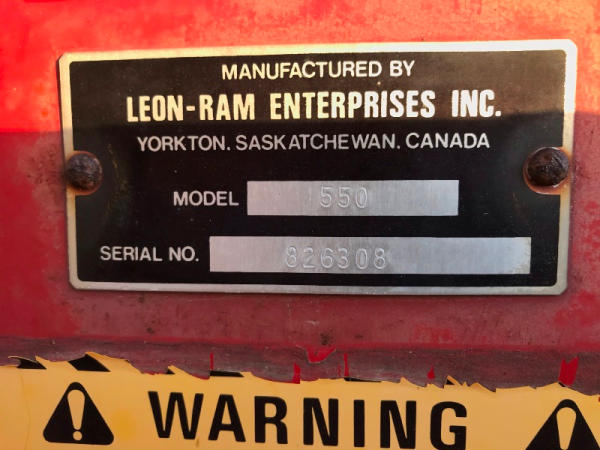 MANUFACTURED BY
LEON-RAM ENTERPRISES INC.
YORKTON, SASKATCHEWAN, CANADA
MODEL 550
SERIAL NO. 826308
WARNING